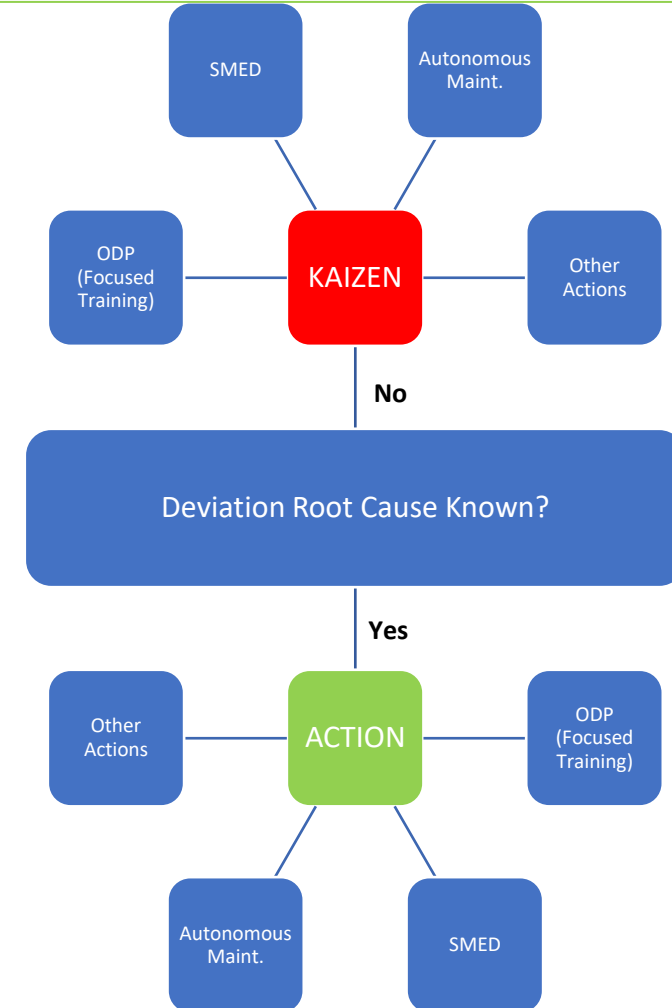 SMED
Autonomous
Maint.
ODP
(Focused
Training)
KAIZEN
Other
Actions
No
Deviation Root Cause Known?
Yes
Other
Actions
ACTION
ODP
(Focused
Training)
Autonomous
Maint.
SMED